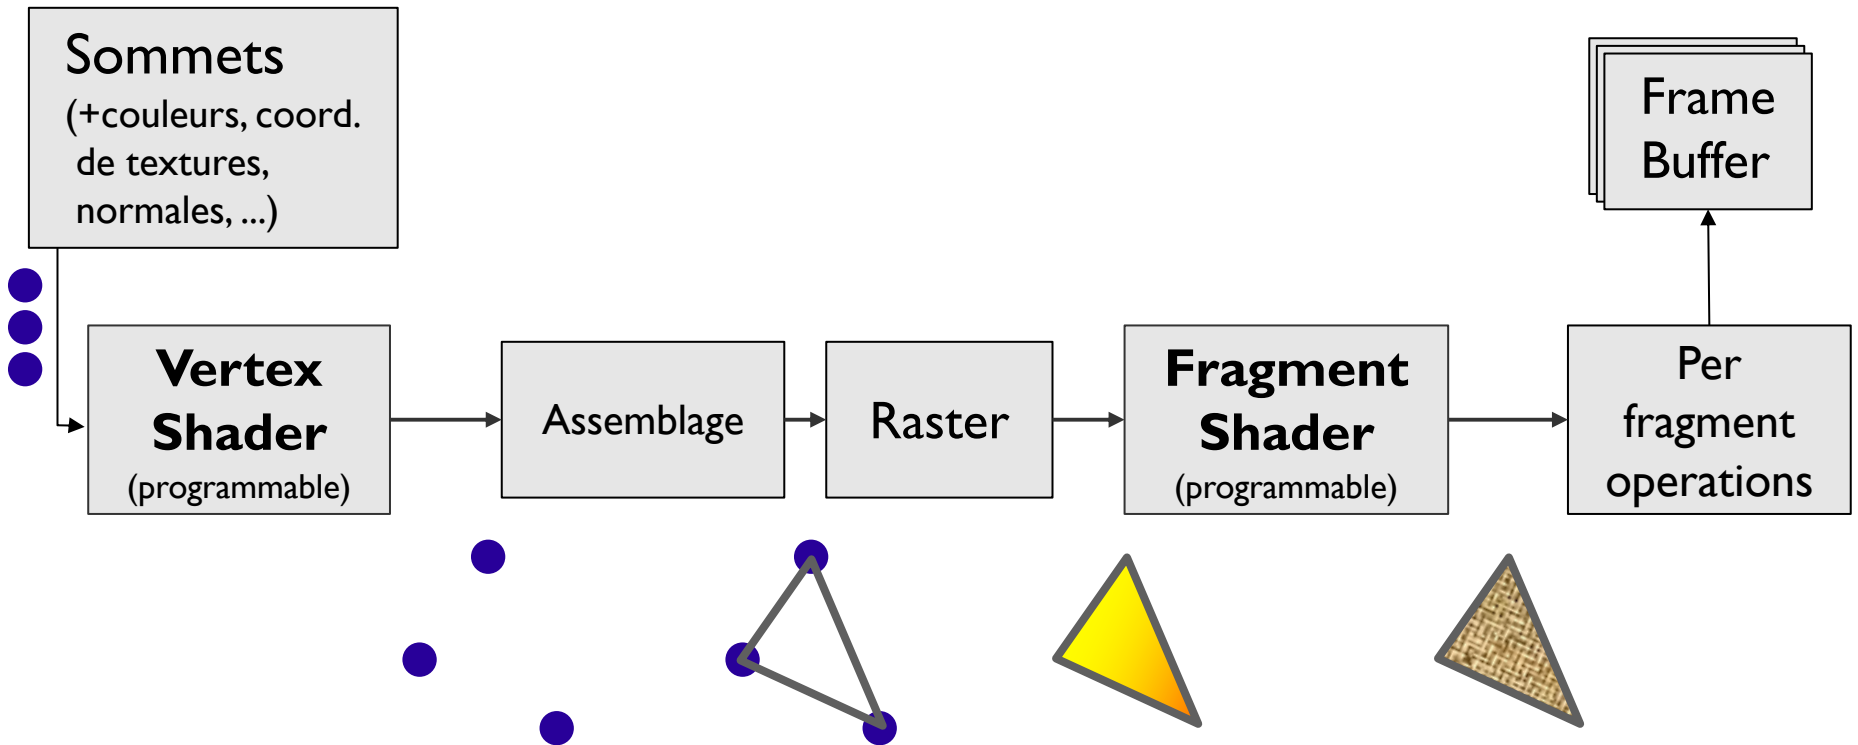 Sommets
(+couleurs, coord.
de textures,
normales, ...)
Frame
Buffer
Vertex
Shader
(programmable)
Assemblage
Raster
Fragment
Shader
(programmable)
Per
fragment
operations